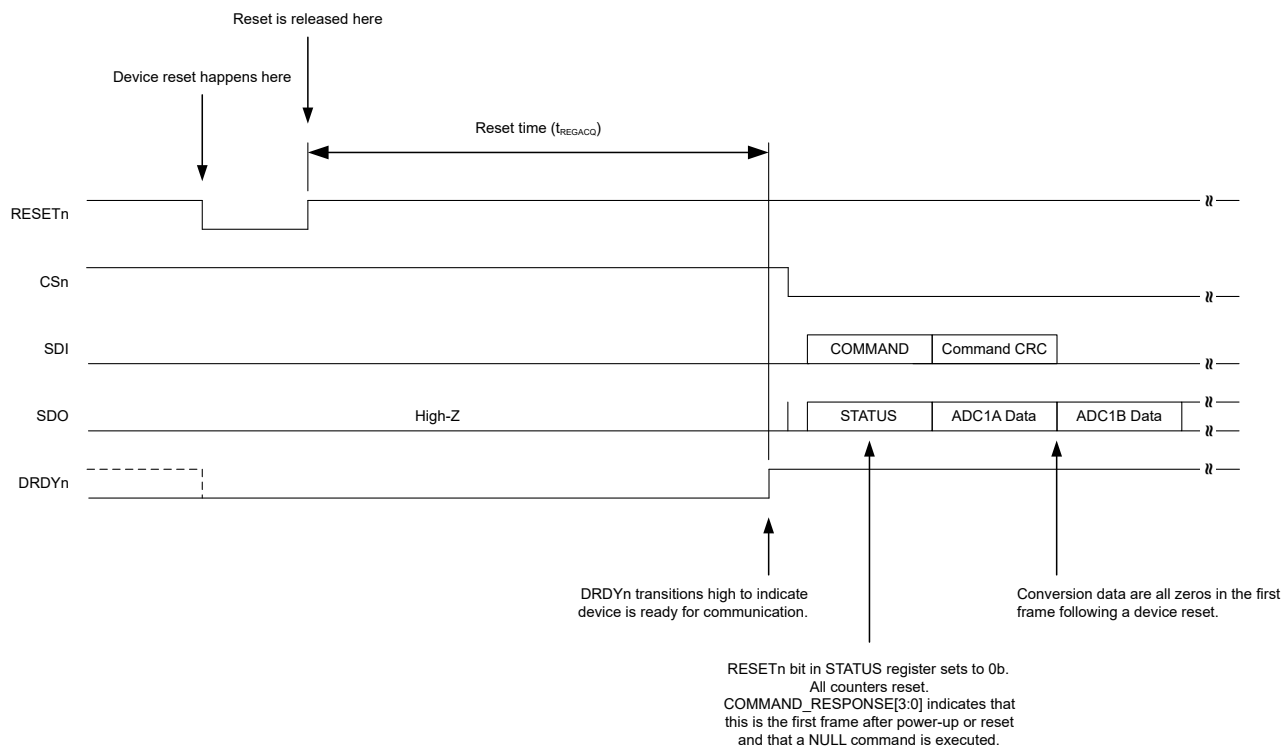 Reset is released here
Device reset happens here
Reset time (tREGACQ)
RESETn
CSn
SDI
COMMAND
Command CRC
SDO
High-Z
STATUS
ADC1A Data
ADC1B Data
DRDYn
DRDYn transitions high to indicate
device is ready for communication.
Conversion data are all zeros in the first
frame following a device reset.
RESETn bit in STATUS register sets to 0b.
All counters reset.
COMMAND_RESPONSE[3:0] indicates that
this is the first frame after power-up or reset
and that a NULL command is executed.